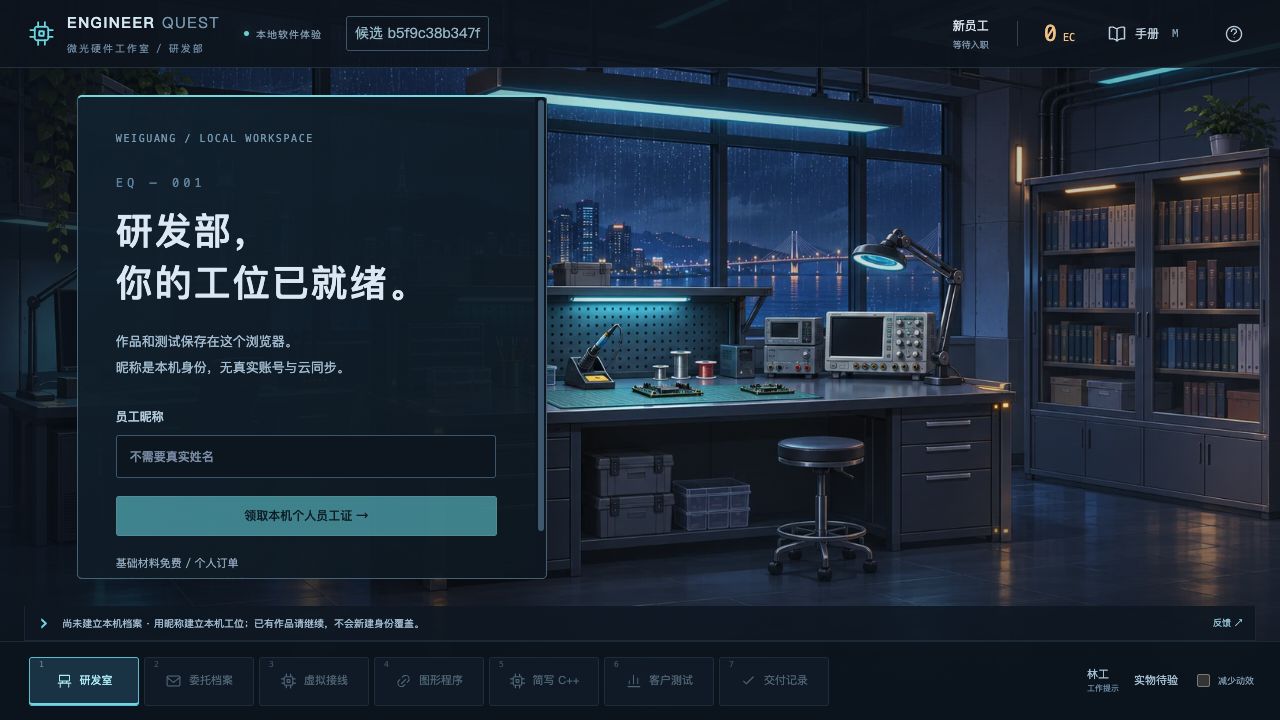 ENGINEER QUEST
微光硬件工作室 / 研发部
本地软件体验
候选 b5f9c38b347f
新员工
等待入职
0 EC
手册 M
WEIGUANG / LOCAL WORKSPACE
EQ — 001
研发部，
你的工位已就绪。
作品和测试保存在这个浏览器。
昵称是本机身份，无真实账号与云同步。
员工昵称
不需要真实姓名
领取本机个人员工证 →
基础材料免费 / 个人订单
尚未建立本机档案 · 用昵称建立本机工位；已有作品请继续，不会新建身份覆盖。
反馈 ↗
1 研发室
2 委托档案
3 虚拟接线
4 图形程序
5 简写 C++
6 客户测试
7 交付记录
林工
工作提示
实物待验
减少动效